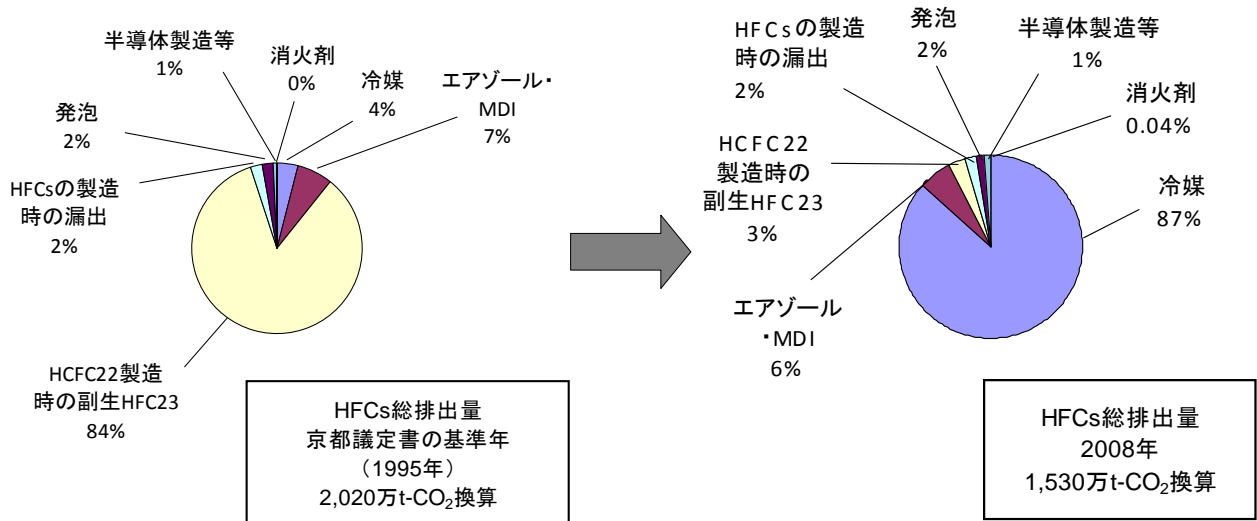 半導体製造等
1%
消火剤
0%
冷媒
4%
エアゾール・
MDI
7%
発泡
2%
HFCsの製造
時の漏出
2%
HCFC22製造
時の副生HFC23
84%
HFCs総排出量
京都議定書の基準年
（1995年）
2,020万t-CO₂換算
HFCsの製造
時の漏出
2%
発泡
2%
半導体製造等
1%
消火剤
0.04%
HCFC22
製造時の
副生HFC23
3%
冷媒
87%
エアゾール
・MDI
6%
HFCs総排出量
2008年
1,530万t-CO₂換算